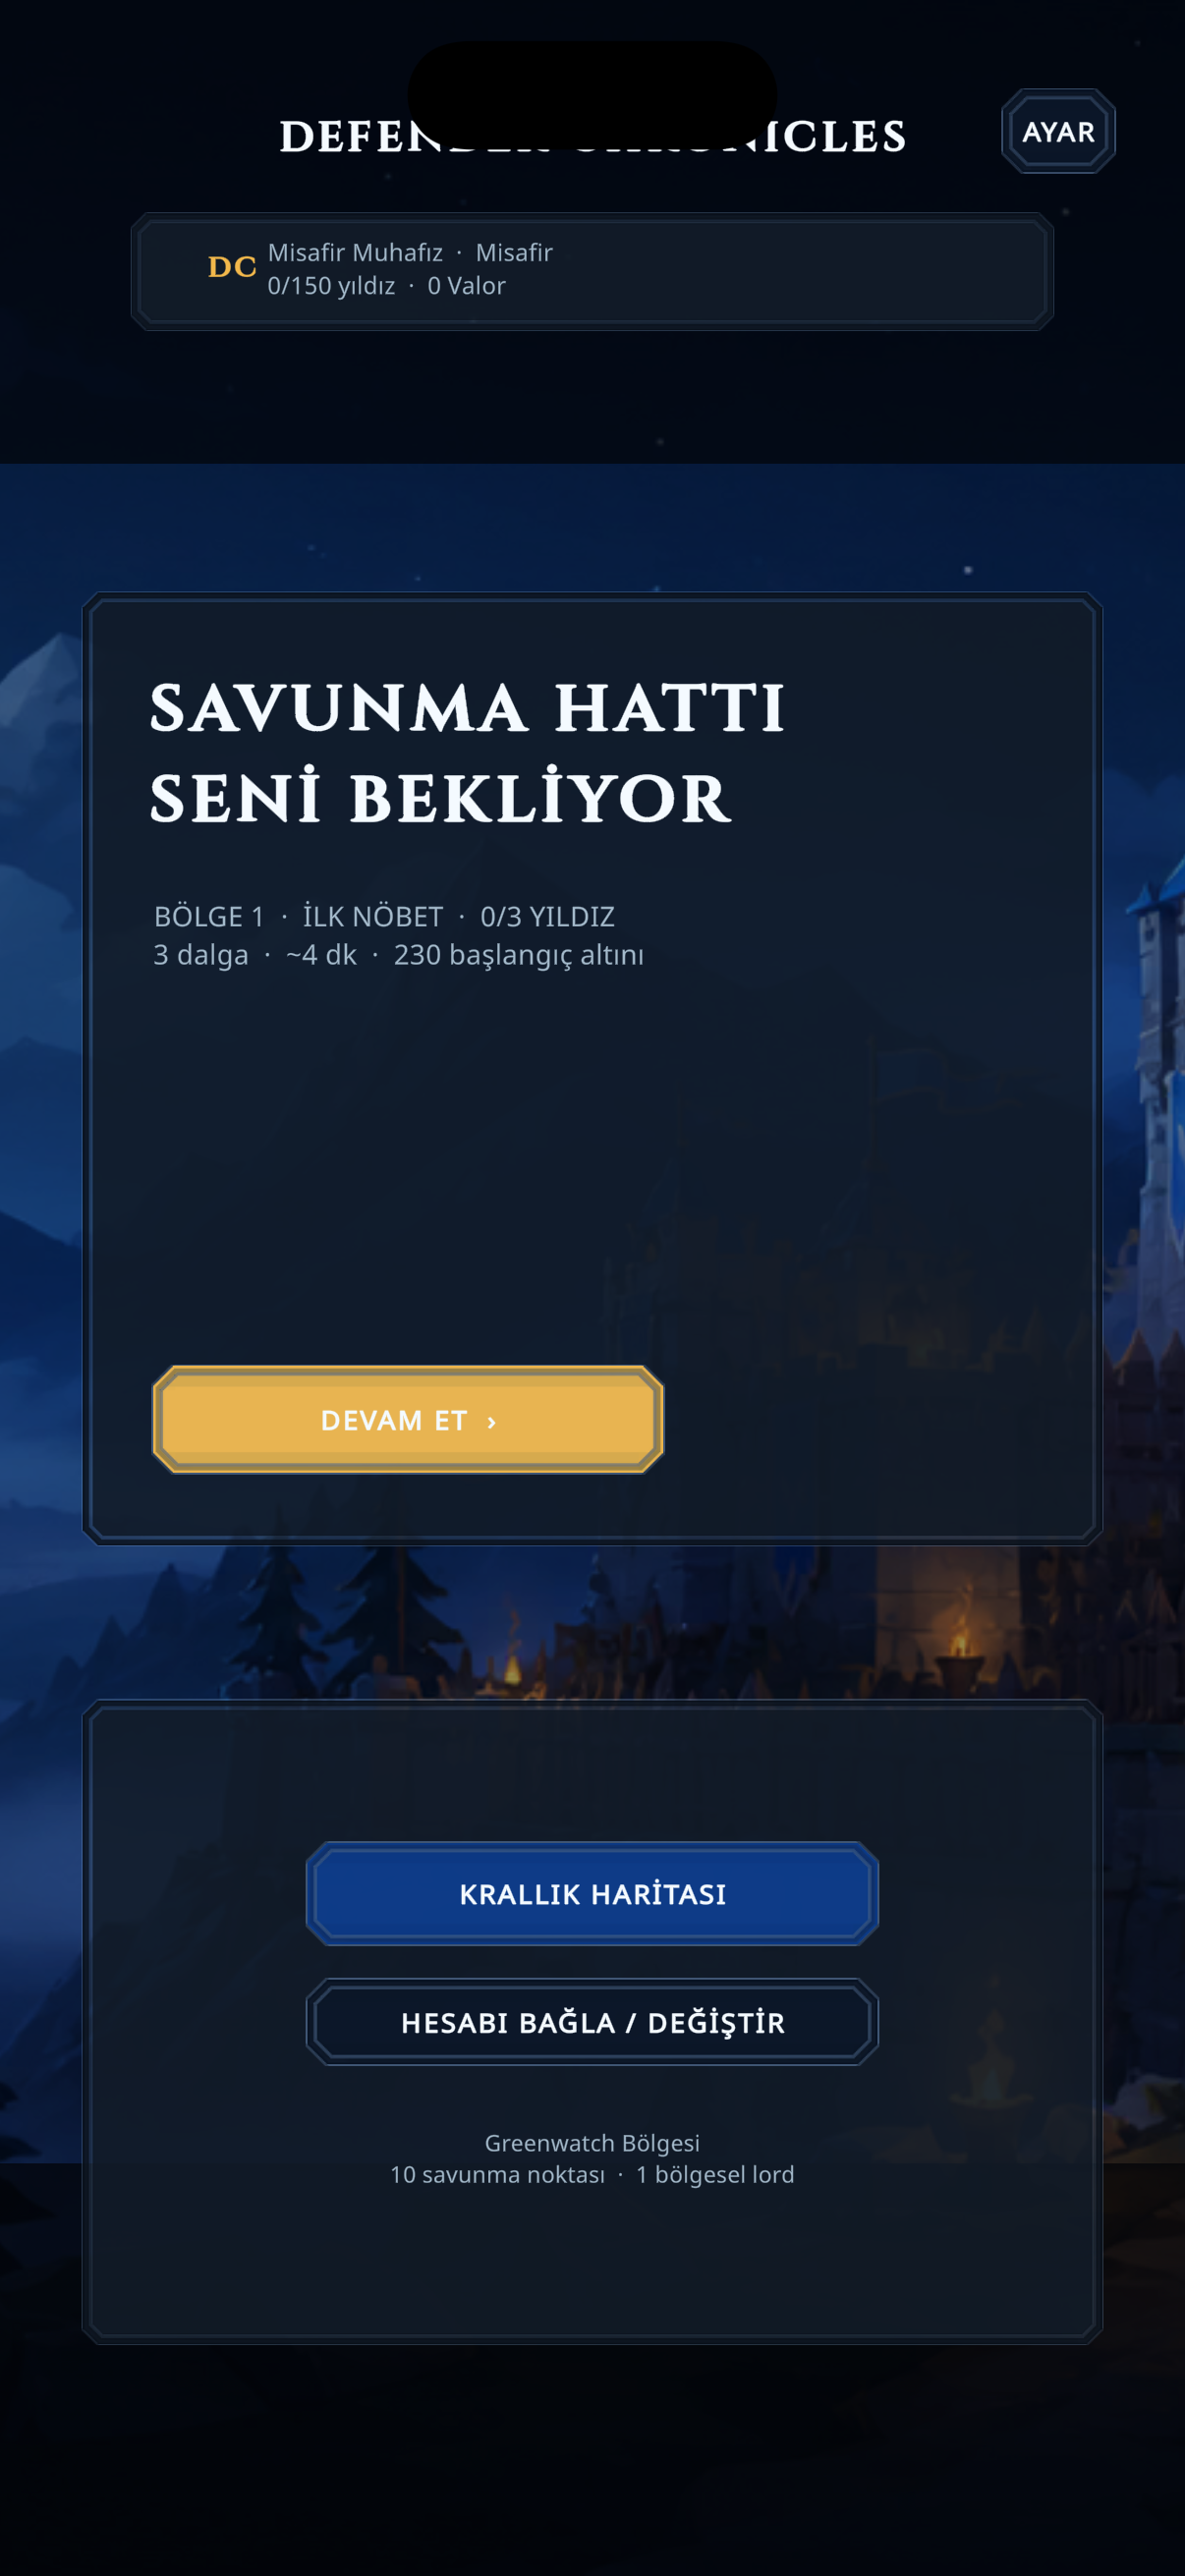 AYAR
DC
Misafir Muhafız · Misafir
0/150 yıldız · 0 Valor
SAVUNMA HATTI
SENİ BEKLİYOR
BÖLGE 1 · İLK NÖBET · 0/3 YILDIZ
3 dalga · ~4 dk · 230 başlangıç altını
DEVAM ET ›
KRALLIK HARİTASI
HESABI BAĞLA / DEĞİŞTİR
Greenwatch Bölgesi
10 savunma noktası · 1 bölgesel lord